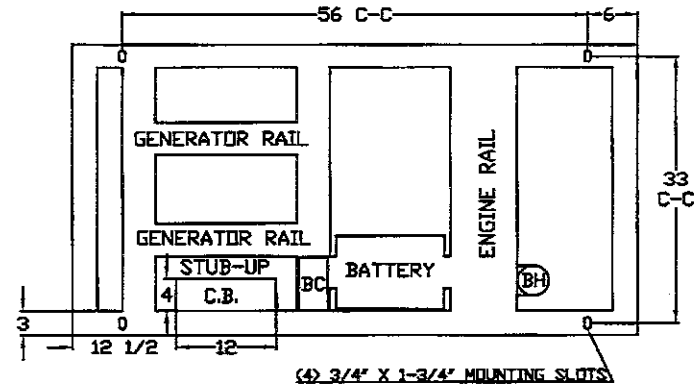 56 C-C
6
GENERATOR RAIL
ENGINE RAIL
33
C-C
GENERATOR RAIL
STUB-UP
BC
BATTERY
BH
4
C.B.
3
12 1/2
12
(4) 3/4" X 1-3/4" MOUNTING SLOTS